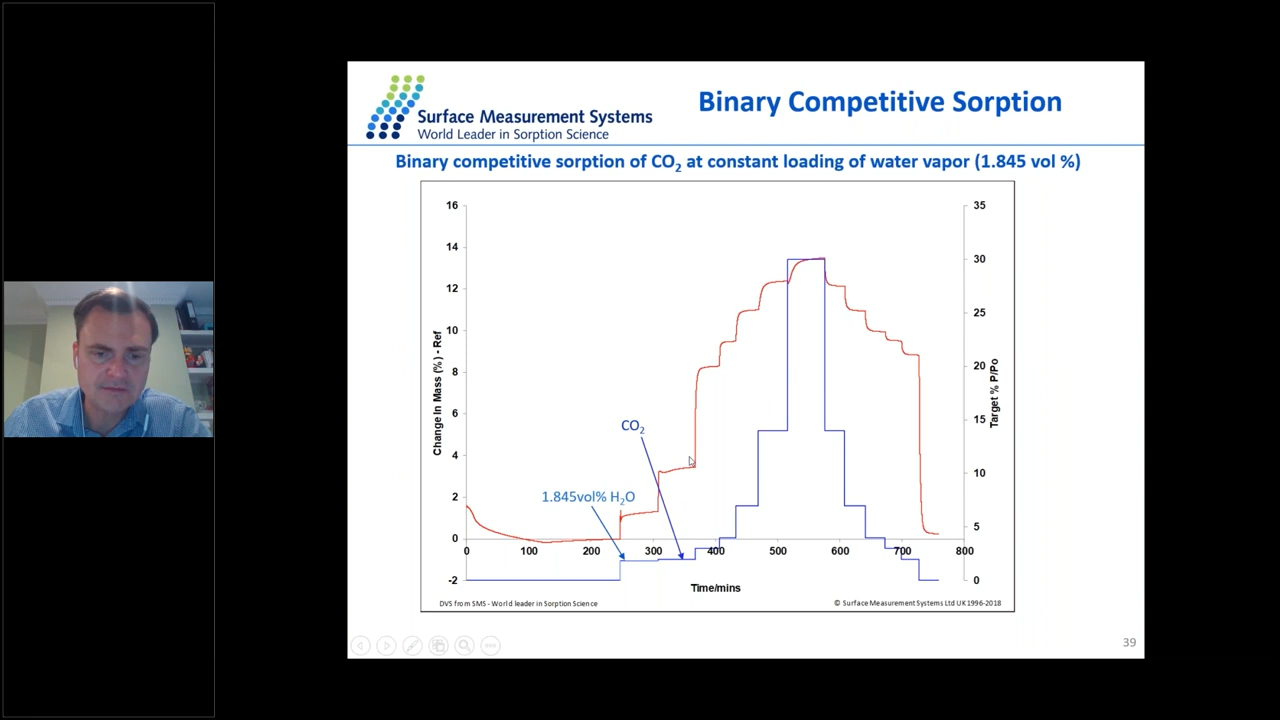 Surface Measurement Systems
World Leader in Sorption Science
Binary Competitive Sorption
Binary competitive sorption of CO2 at constant loading of water vapor (1.845 vol %)
16
14
12
10
8
6
4
2
0
-2
Change In Mass (%) - Ref
35
30
25
20
15
10
5
0
Target % P/Po
CO2
1.845vol% H2O
0 100 200 300 400 500 600 700 800
Time/mins
DVS from SMS - World leader in Sorption Science
© Surface Measurement Systems Ltd UK 1996-2018
39